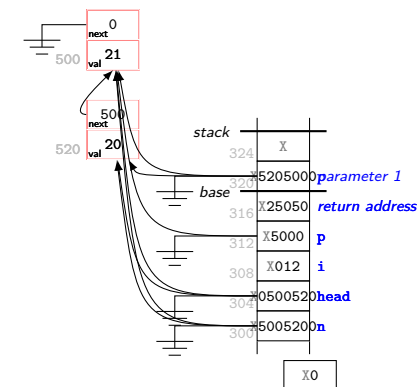 0
next
500
val 21
500
next
520
val 20
stack
324
X
320
X5205000p parameter 1
base
316
X25050 return address
312
X5000 p
308
X012 i
304
X0500520 head
300
X5005200 n
X0